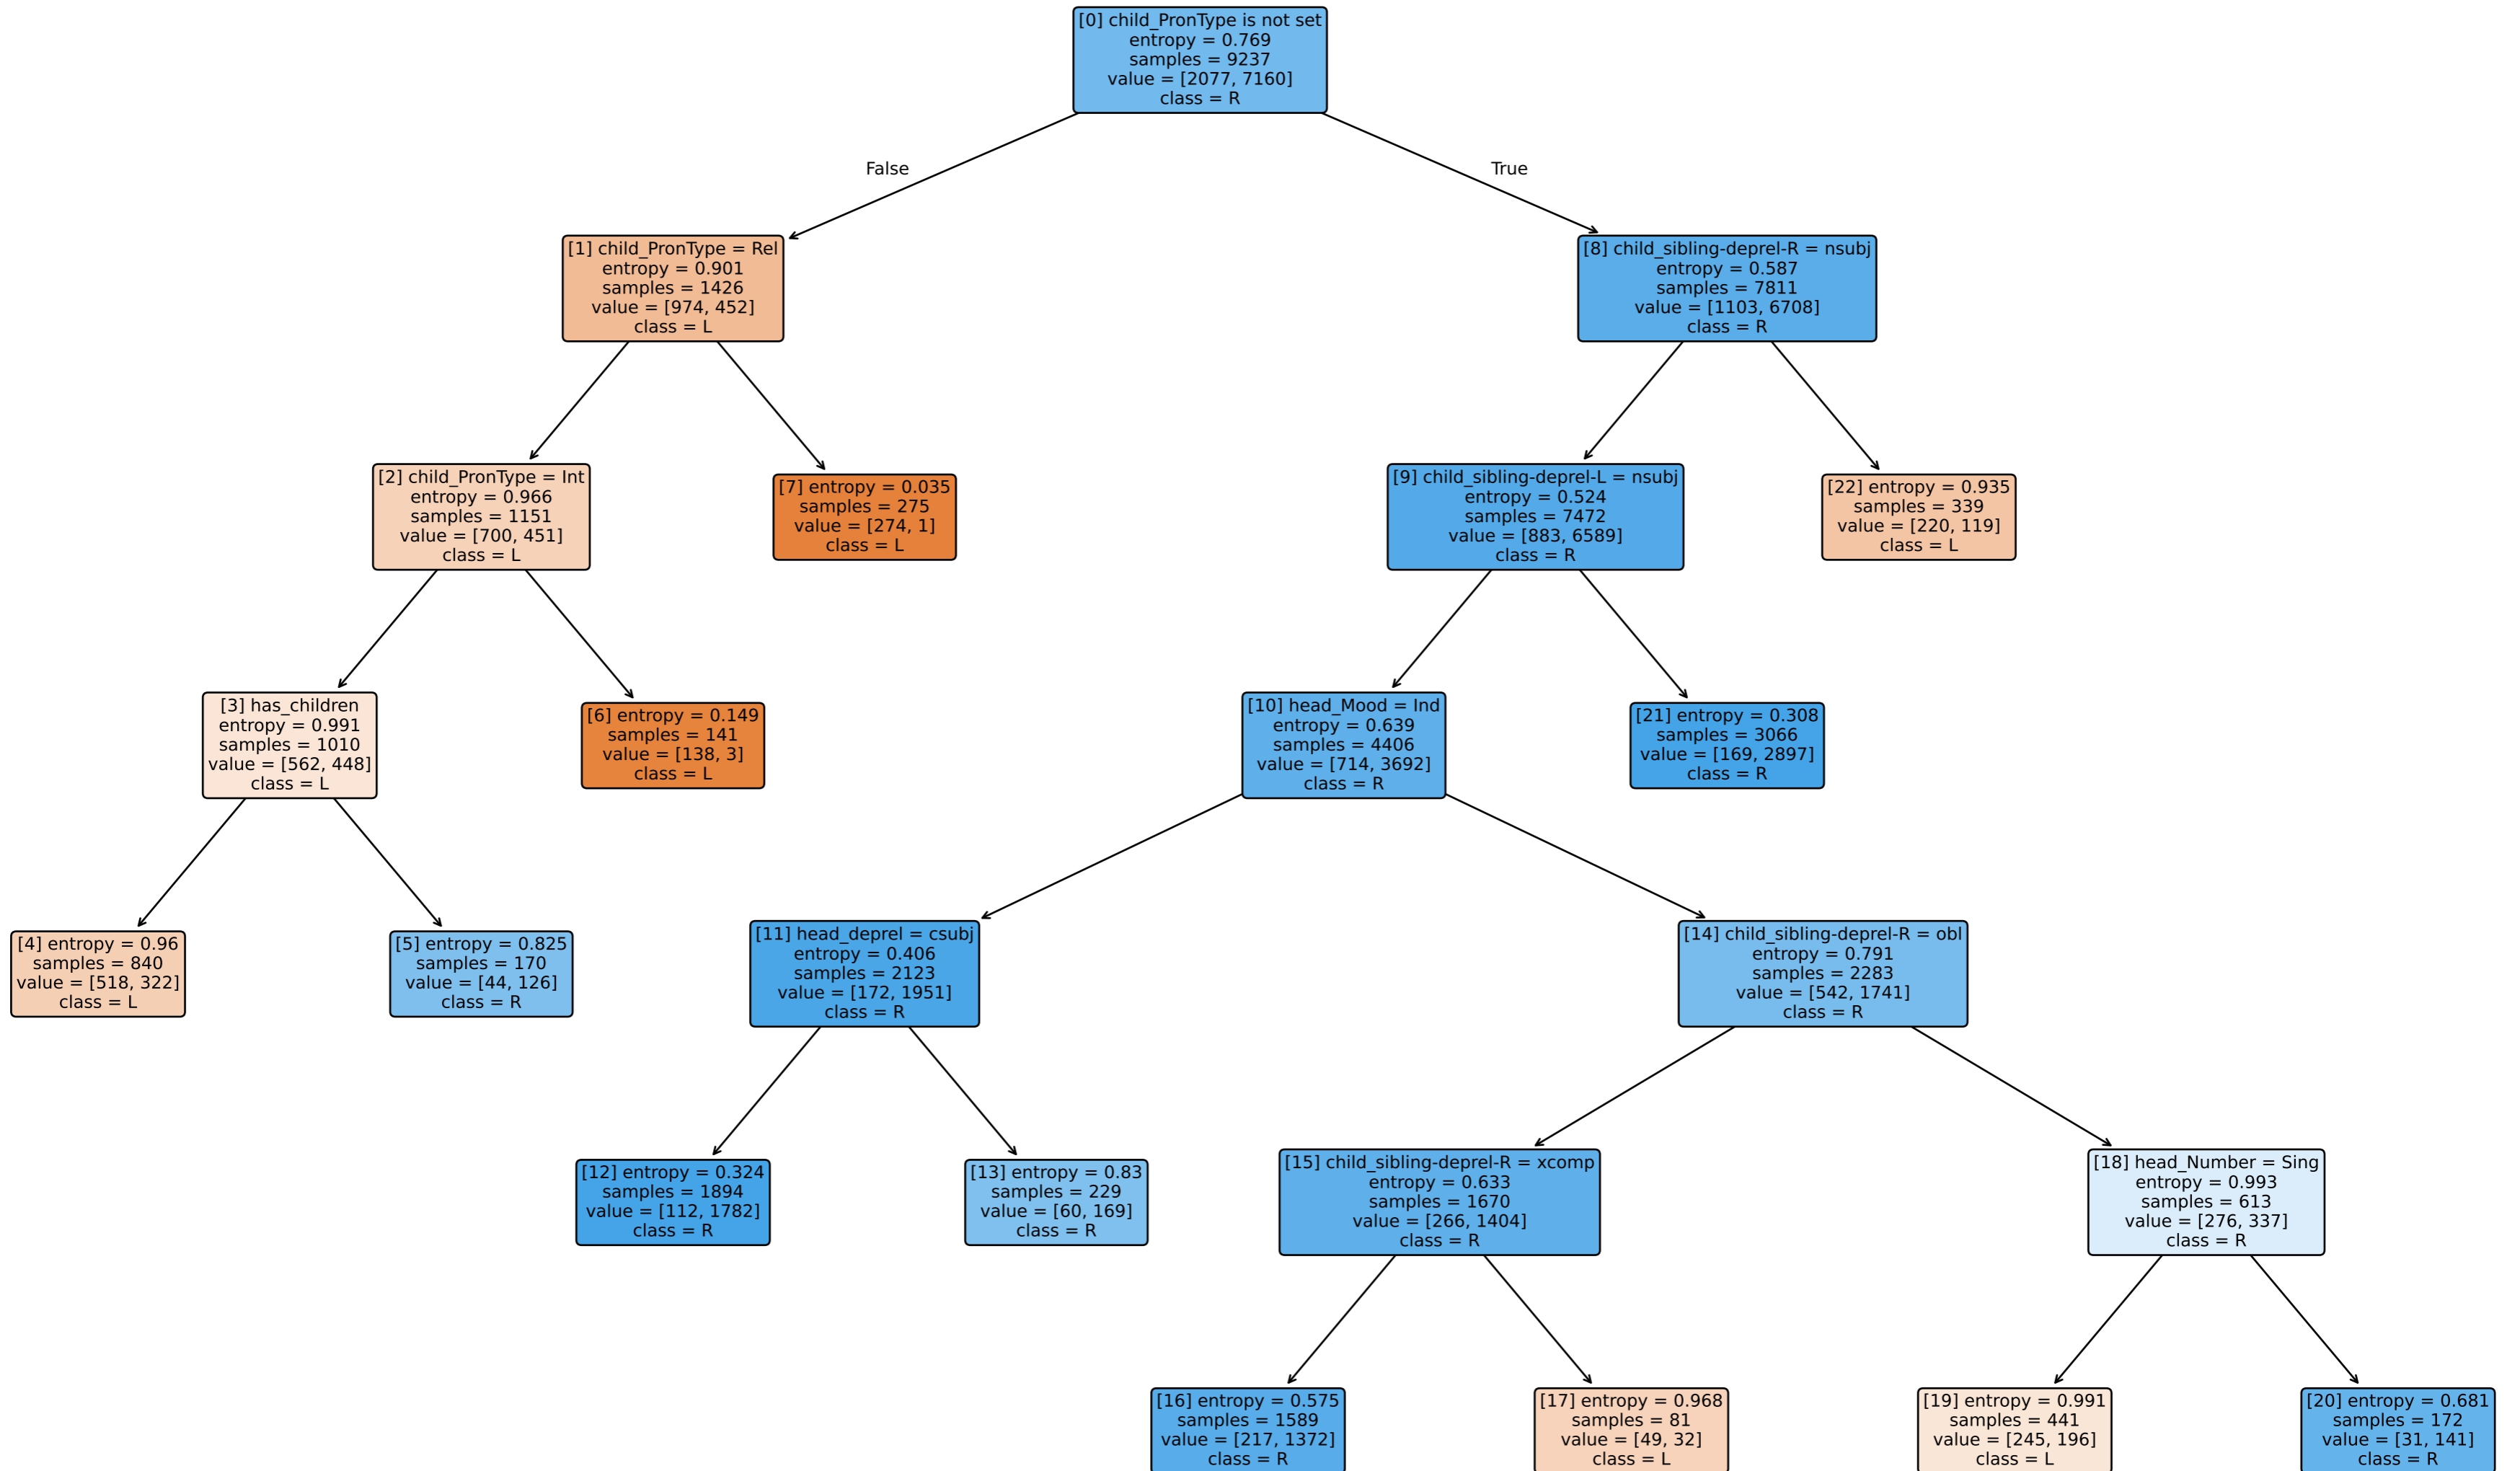 [0] child_PronType is not set
entropy = 0.769
samples = 9237
value = [2077, 7160]
class = R
False
True
[1] child_PronType = Rel
entropy = 0.901
samples = 1426
value = [974, 452]
class = L
[8] child_sibling-deprel-R = nsubj
entropy = 0.587
samples = 7811
value = [1103, 6708]
class = R
[2] child_PronType = Int
entropy = 0.966
samples = 1151
value = [700, 451]
class = L
[7] entropy = 0.035
samples = 275
value = [274, 1]
class = L
[9] child_sibling-deprel-L = nsubj
entropy = 0.524
samples = 7472
value = [883, 6589]
class = R
[22] entropy = 0.935
samples = 339
value = [220, 119]
class = L
[3] has_children
entropy = 0.991
samples = 1010
value = [562, 448]
class = L
[6] entropy = 0.149
samples = 141
value = [138, 3]
class = L
[10] head_Mood = Ind
entropy = 0.639
samples = 4406
value = [714, 3692]
class = R
[21] entropy = 0.308
samples = 3066
value = [169, 2897]
class = R
[4] entropy = 0.96
samples = 840
value = [518, 322]
class = L
[5] entropy = 0.825
samples = 170
value = [44, 126]
class = R
[11] head_deprel = csubj
entropy = 0.406
samples = 2123
value = [172, 1951]
class = R
[14] child_sibling-deprel-R = obl
entropy = 0.791
samples = 2283
value = [542, 1741]
class = R
[12] entropy = 0.324
samples = 1894
value = [112, 1782]
class = R
[13] entropy = 0.83
samples = 229
value = [60, 169]
class = R
[15] child_sibling-deprel-R = xcomp
entropy = 0.633
samples = 1670
value = [266, 1404]
class = R
[18] head_Number = Sing
entropy = 0.993
samples = 613
value = [276, 337]
class = R
[16] entropy = 0.575
samples = 1589
value = [217, 1372]
class = R
[17] entropy = 0.968
samples = 81
value = [49, 32]
class = L
[19] entropy = 0.991
samples = 441
value = [245, 196]
class = L
[20] entropy = 0.681
samples = 172
value = [31, 141]
class = R